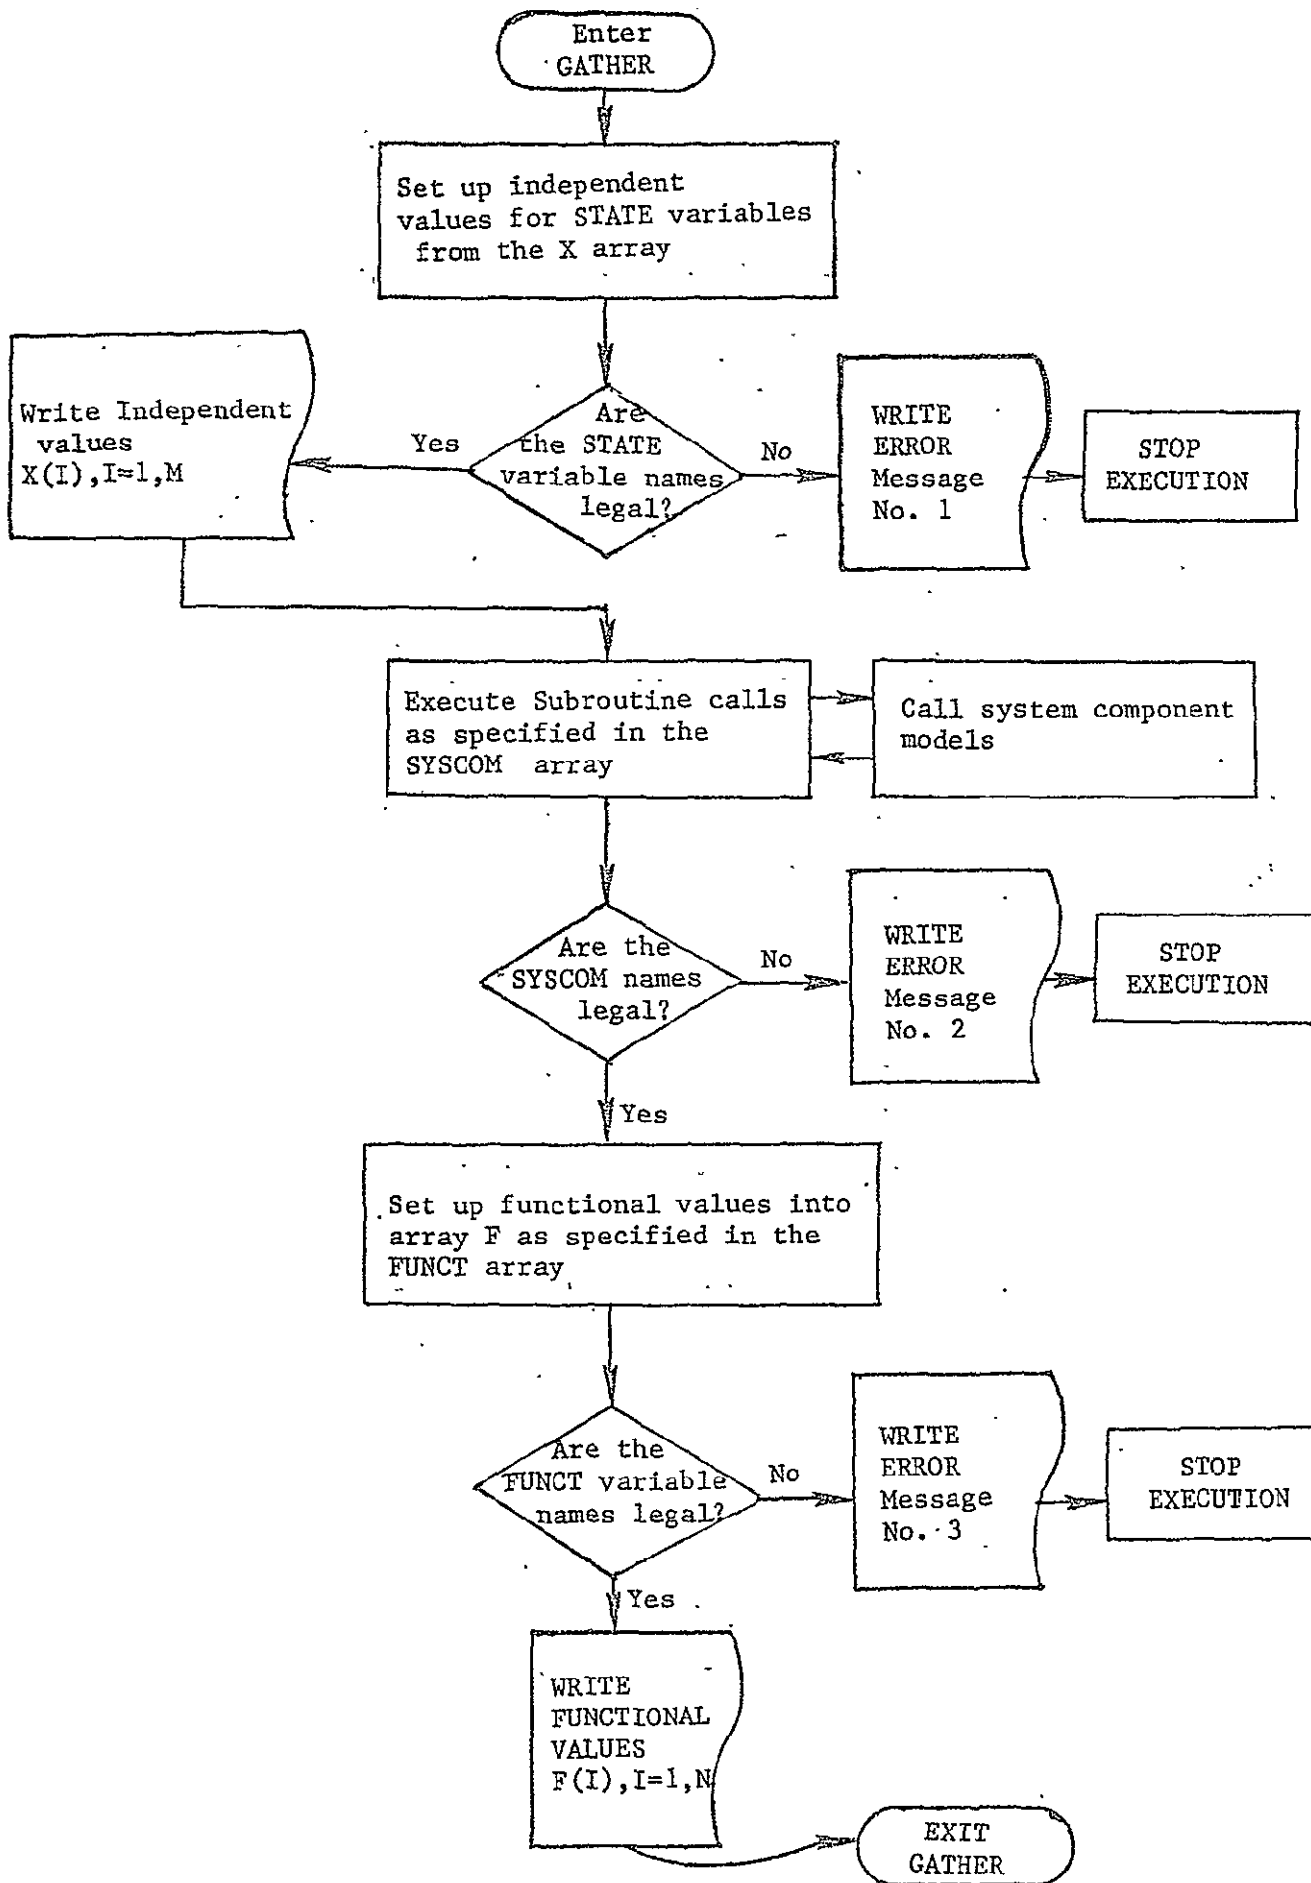 Enter
GATHER
Set up independent
values for STATE variables
from the X array
Write Independent
values
X(I),I=1,M
Yes
Are
the STATE
variable names
legal?
No
WRITE
ERROR
Message
No. 1
STOP
EXECUTION
Execute Subroutine calls
as specified in the
SYSCOM array
Call system component
models
Are the
SYSCOM names
legal?
No
WRITE
ERROR
Message
No. 2
STOP
EXECUTION
Yes
Set up functional values into
array F as specified in the
FUNCT array
Are the
FUNCT variable
names legal?
No
WRITE
ERROR
Message
No. 3
STOP
EXECUTION
Yes
WRITE
FUNCTIONAL
VALUES
F(I),I=1,N
EXIT
GATHER